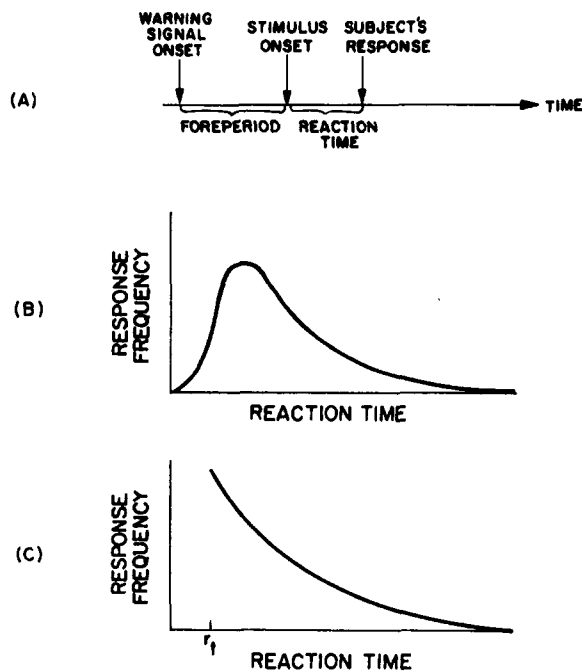 WARNING SIGNAL ONSET
STIMULUS ONSET
SUBJECT'S RESPONSE
(A)
TIME
FOREPERIOD
REACTION TIME
(B)
RESPONSE FREQUENCY
REACTION TIME
(C)
RESPONSE FREQUENCY
r_t
REACTION TIME